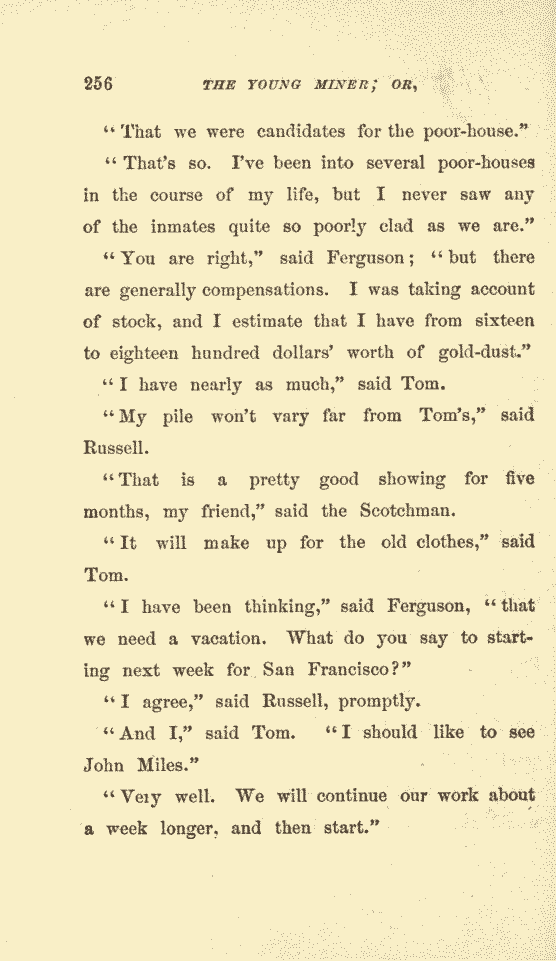 256 THE YOUNG MINER; OR,
“That we were candidates for the poor-house.”
“That's so. I've been into several poor-houses
in the course of my life, but I never saw any
of the inmates quite so poorly clad as we are.”
“You are right,” said Ferguson; “but there
are generally compensations. I was taking account
of stock, and I estimate that I have from sixteen
to eighteen hundred dollars’ worth of gold-dust.”
“I have nearly as much,” said Tom.
“My pile won’t vary far from Tom’s,” said
Russell.
“That is a pretty good showing for five
months, my friend,” said the Scotchman.
“It will make up for the old clothes,” said
Tom.
“I have been thinking,” said Ferguson, “that
we need a vacation. What do you say to start-
ing next week for San Francisco?”
“I agree,” said Russell, promptly.
“And I,” said Tom. “I should like to see
John Miles.”
“Very well. We will continue our work about
a week longer, and then start.”